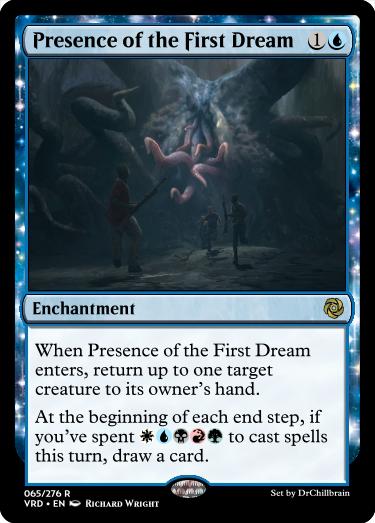 Presence of the First Dream 1
Enchantment
When Presence of the First Dream
enters, return up to one target
creature to its owner's hand.
At the beginning of each end step, if
you've spent to cast spells
this turn, draw a card.
065/276 R
VRD • EN Richard Wright
Set by DrChillbrain